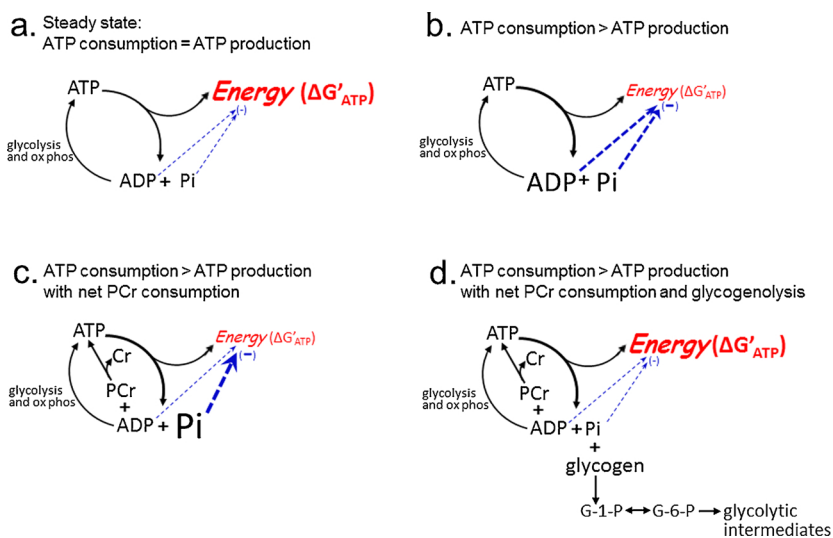 a. Steady state:
ATP consumption = ATP production
ATP
Energy (ΔG'ATP)
(-)
glycolysis
and ox phos
ADP + Pi
b. ATP consumption > ATP production
ATP
Energy (ΔG'ATP)
(-)
glycolysis
and ox phos
ADP + Pi
c. ATP consumption > ATP production
with net PCr consumption
ATP
Energy (ΔG'ATP)
(-)
Cr
PCr
glycolysis
and ox phos
+
ADP + Pi
d. ATP consumption > ATP production
with net PCr consumption and glycogenolysis
ATP
Energy (ΔG'ATP)
(-)
Cr
PCr
glycolysis
and ox phos
+
ADP + Pi
+
glycogen
G-1-P G-6-P glycolytic
intermediates